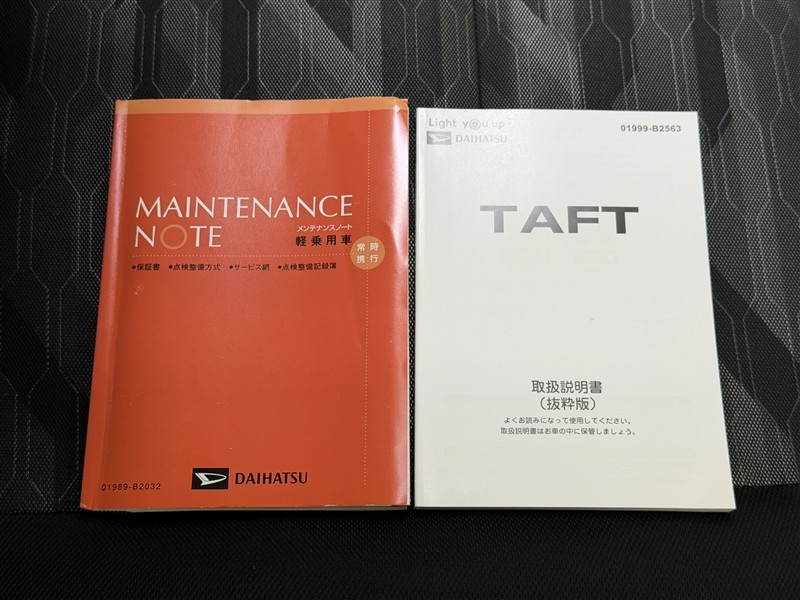 MAINTENANCE
NOTE
メンテナンスノート
軽乗用車
常時
携行
●保証書 ●点検整備方式 ●サービス網 ●点検整備記録簿
01989-B2032
DAIHATSU
Light you up
DAIHATSU
01999-B2563
TAFT
取扱説明書
（抜粋版）
よくお読みになって使用してください。
取扱説明書はお車の中に保管しましょう。